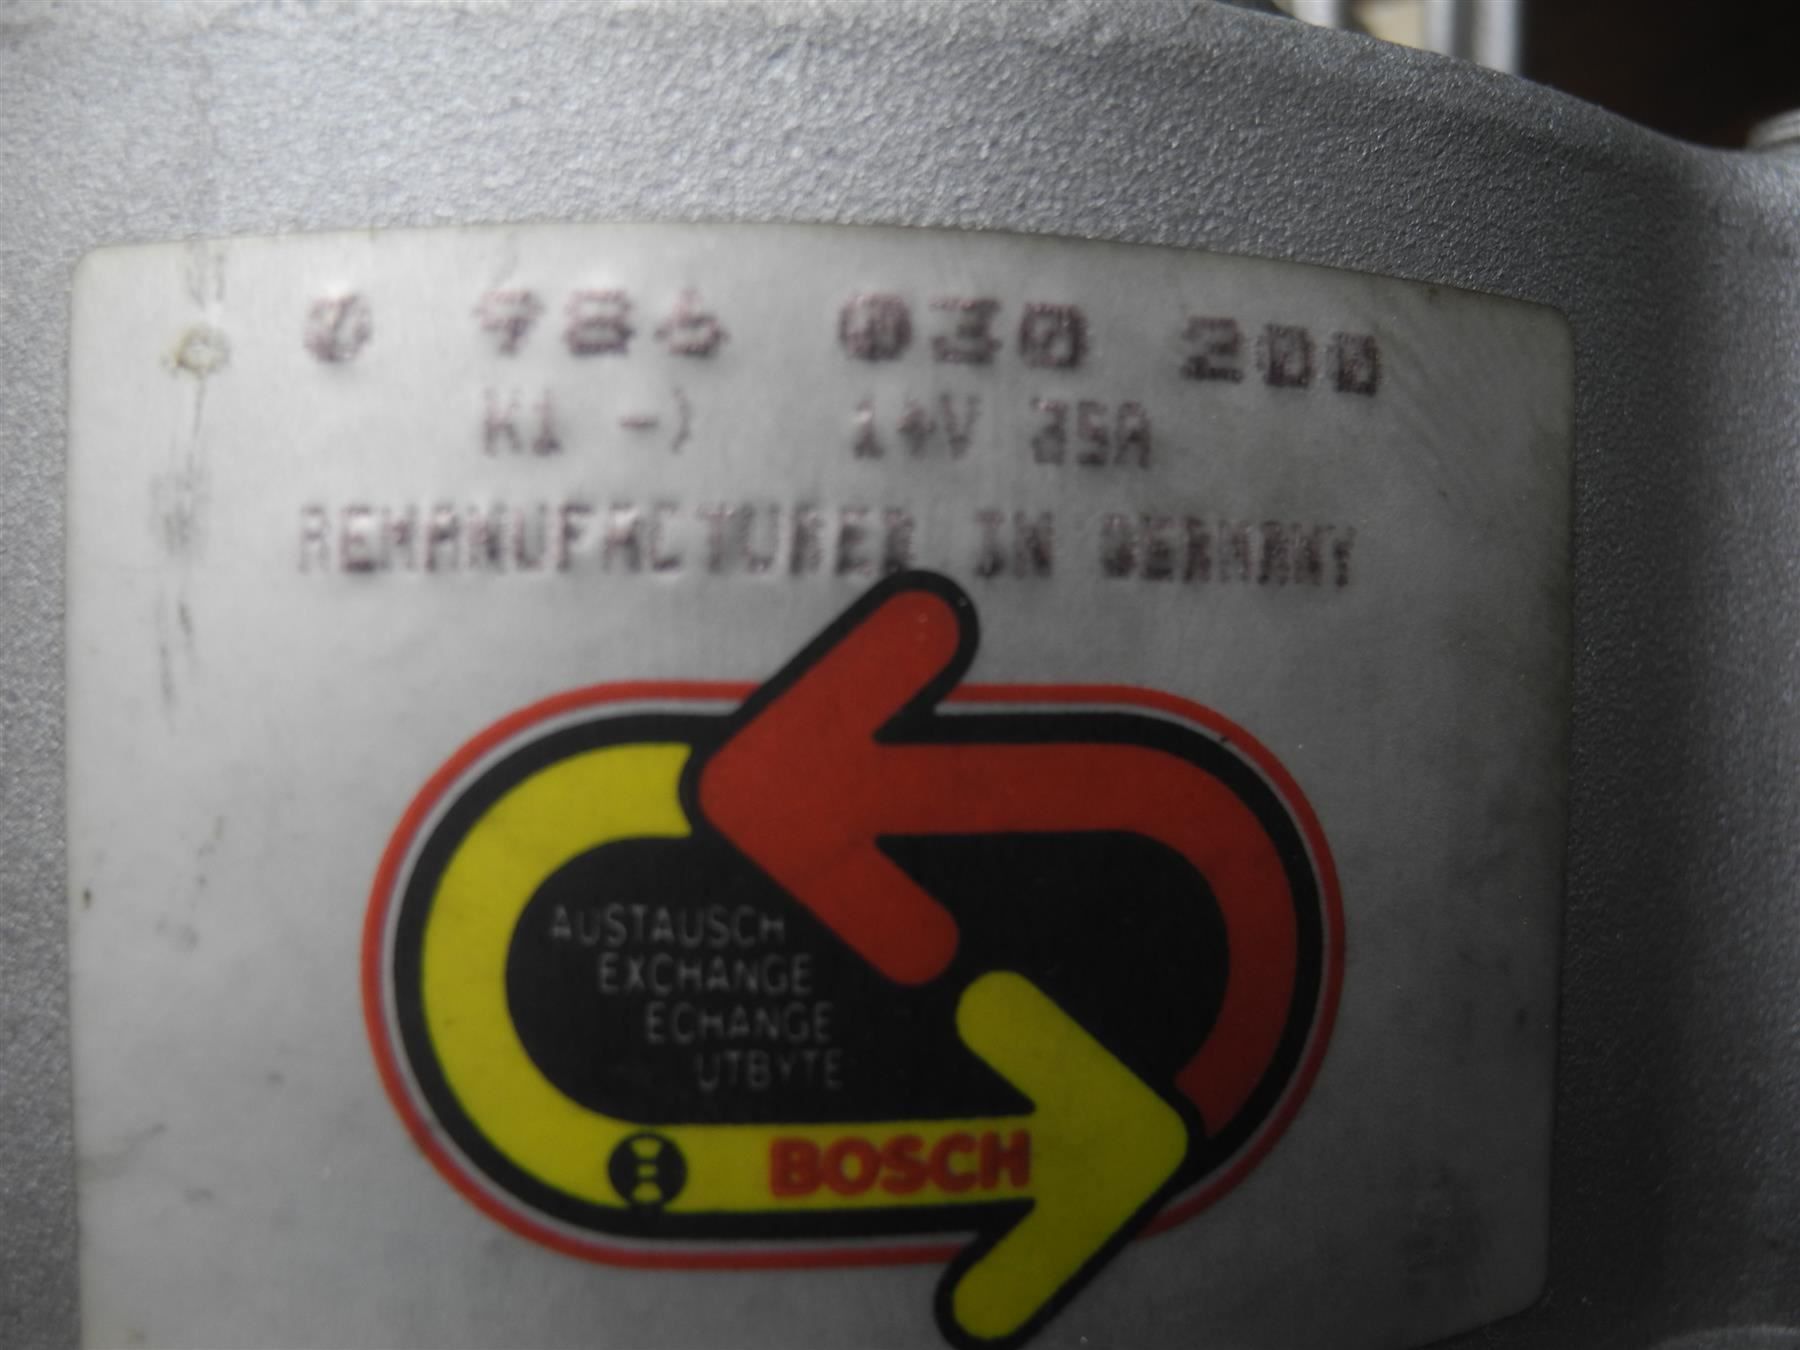 0 986 030 200
K1 -> 14V 35A
REMANUFACTURED IN GERMANY
AUSTAUSCH
EXCHANGE
ECHANGE
UTBYTE
BOSCH